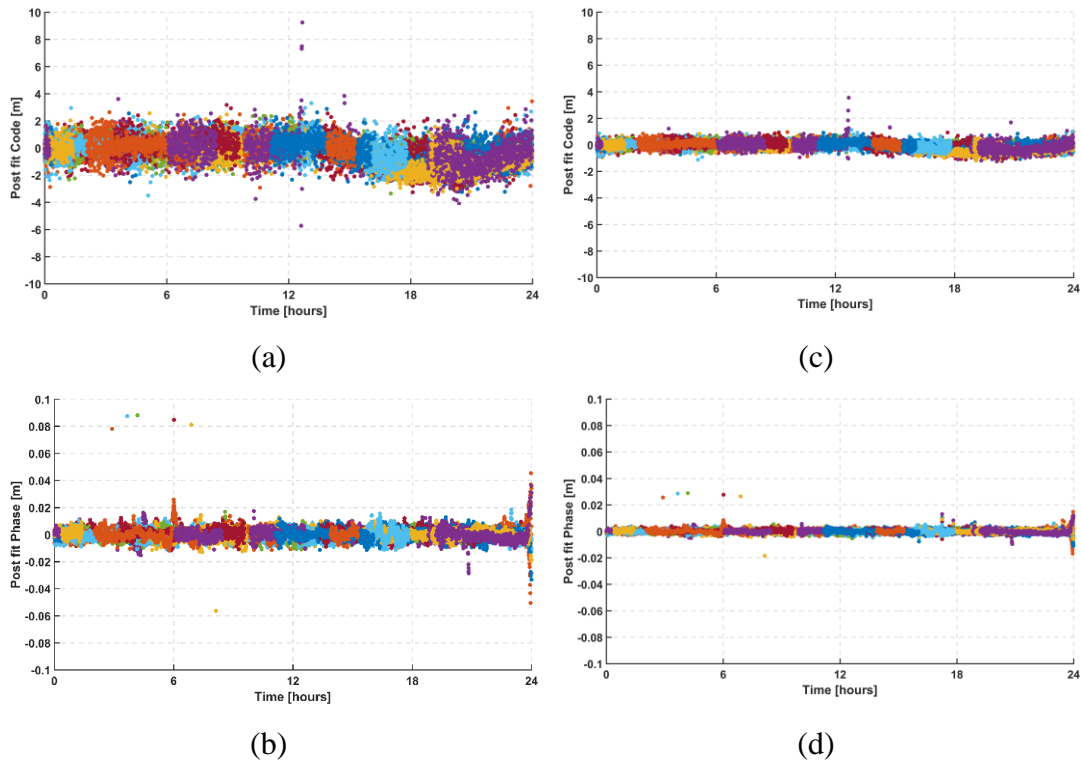 10
8
6
4
2
0
-2
-4
-6
-8
-10
Post fit Code [m]
0 6 12 18 24
Time [hours]
(a)
10
8
6
4
2
0
-2
-4
-6
-8
-10
Post fit Code [m]
0 6 12 18 24
Time [hours]
(c)
0.1
0.08
0.06
0.04
0.02
0
-0.02
-0.04
-0.06
-0.08
-0.1
Post fit Phase [m]
0 6 12 18 24
Time [hours]
(b)
0.1
0.08
0.06
0.04
0.02
0
-0.02
-0.04
-0.06
-0.08
-0.1
Post fit Phase [m]
0 6 12 18 24
Time [hours]
(d)